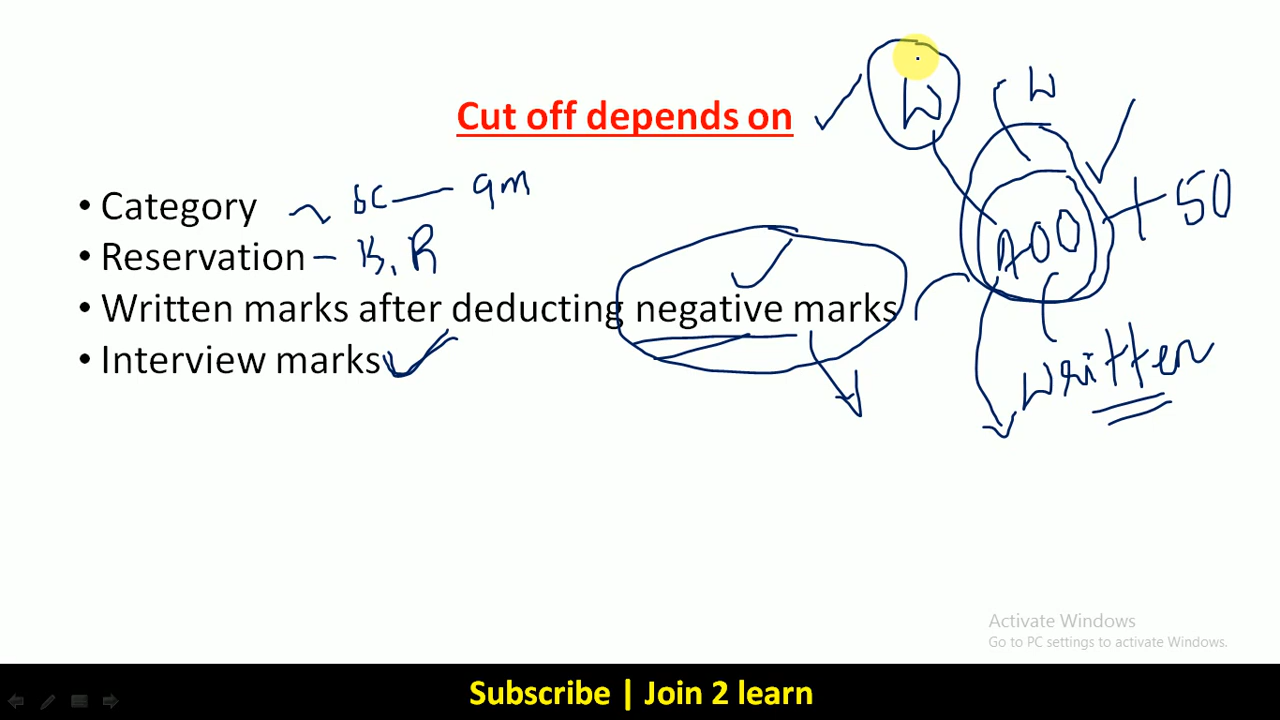 W
W
Cut off depends on
• Category SC — gm
• Reservation – K, R
400 + 50
• Written marks after deducting negative marks
• Interview marks
written
Activate Windows
Go to PC settings to activate Windows.
Subscribe | Join 2 learn